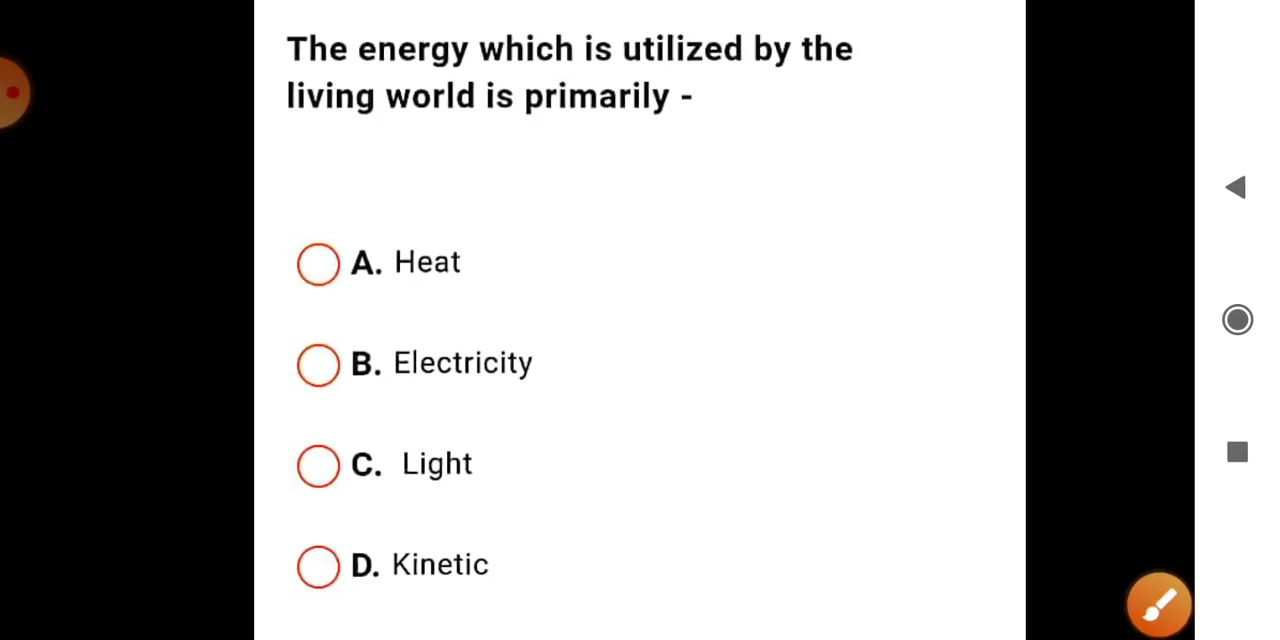 The energy which is utilized by the
living world is primarily -
A. Heat
B. Electricity
C. Light
D. Kinetic